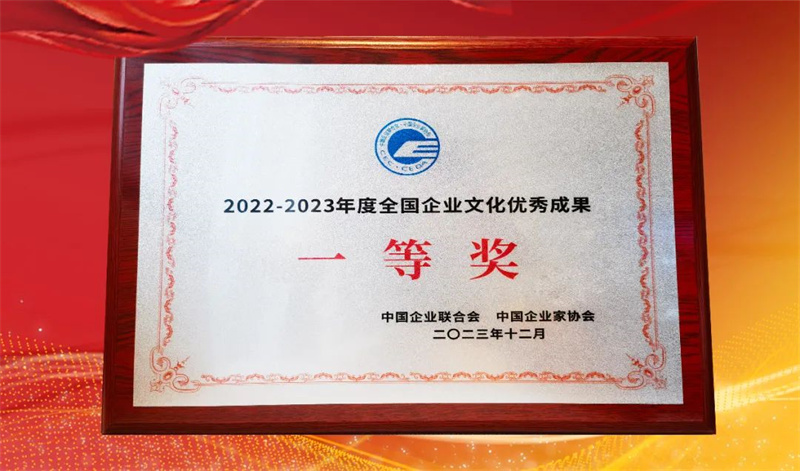 CEC·CEDA
2022-2023年度全国企业文化优秀成果
一等奖
中国企业联合会 中国企业家协会
二〇二三年十二月